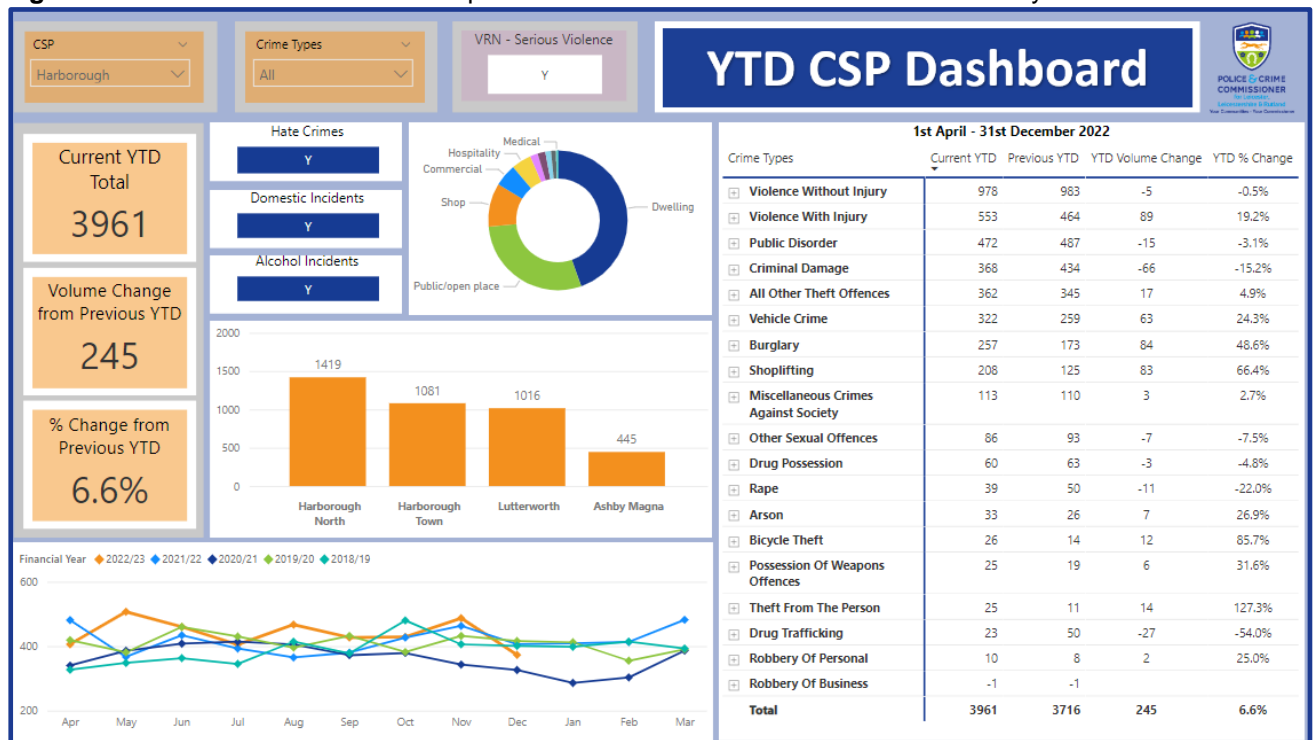 CSP
Harborough
Crime Types
All
VRN - Serious Violence
Y
YTD CSP Dashboard
POLICE & CRIME
COMMISSIONER
Current YTD
Total
3961
Volume Change
from Previous YTD
245
% Change from
Previous YTD
6.6%
Hate Crimes
Y
Domestic Incidents
Y
Alcohol Incidents
Y
Medical
Hospitality
Commercial
Shop
Dwelling
Public/open place
2000
1500
1000
500
0
1419
1081
1016
445
Harborough
North
Harborough
Town
Lutterworth
Ashby Magna
Financial Year 2022/23 2021/22 2020/21 2019/20 2018/19
600
400
200
Apr May Jun Jul Aug Sep Oct Nov Dec Jan Feb Mar
1st April - 31st December 2022
Crime Types Current YTD Previous YTD YTD Volume Change YTD % Change
Violence Without Injury 978 983 -5 -0.5%
Violence With Injury 553 464 89 19.2%
Public Disorder 472 487 -15 -3.1%
Criminal Damage 368 434 -66 -15.2%
All Other Theft Offences 362 345 17 4.9%
Vehicle Crime 322 259 63 24.3%
Burglary 257 173 84 48.6%
Shoplifting 208 125 83 66.4%
Miscellaneous Crimes 113 110 3 2.7%
Against Society
Other Sexual Offences 86 93 -7 -7.5%
Drug Possession 60 63 -3 -4.8%
Rape 39 50 -11 -22.0%
Arson 33 26 7 26.9%
Bicycle Theft 26 14 12 85.7%
Possession Of Weapons 25 19 6 31.6%
Offences
Theft From The Person 25 11 14 127.3%
Drug Trafficking 23 50 -27 -54.0%
Robbery Of Personal 10 8 2 25.0%
Robbery Of Business -1 -1
Total 3961 3716 245 6.6%